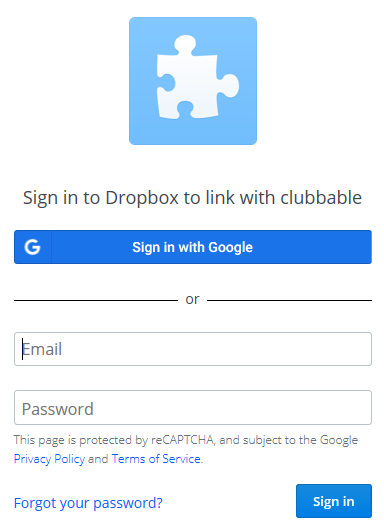 Sign in to Dropbox to link with clubbable
G Sign in with Google
or
Email
Password
This page is protected by reCAPTCHA, and subject to the Google
Privacy Policy and Terms of Service.
Forgot your password?
Sign in